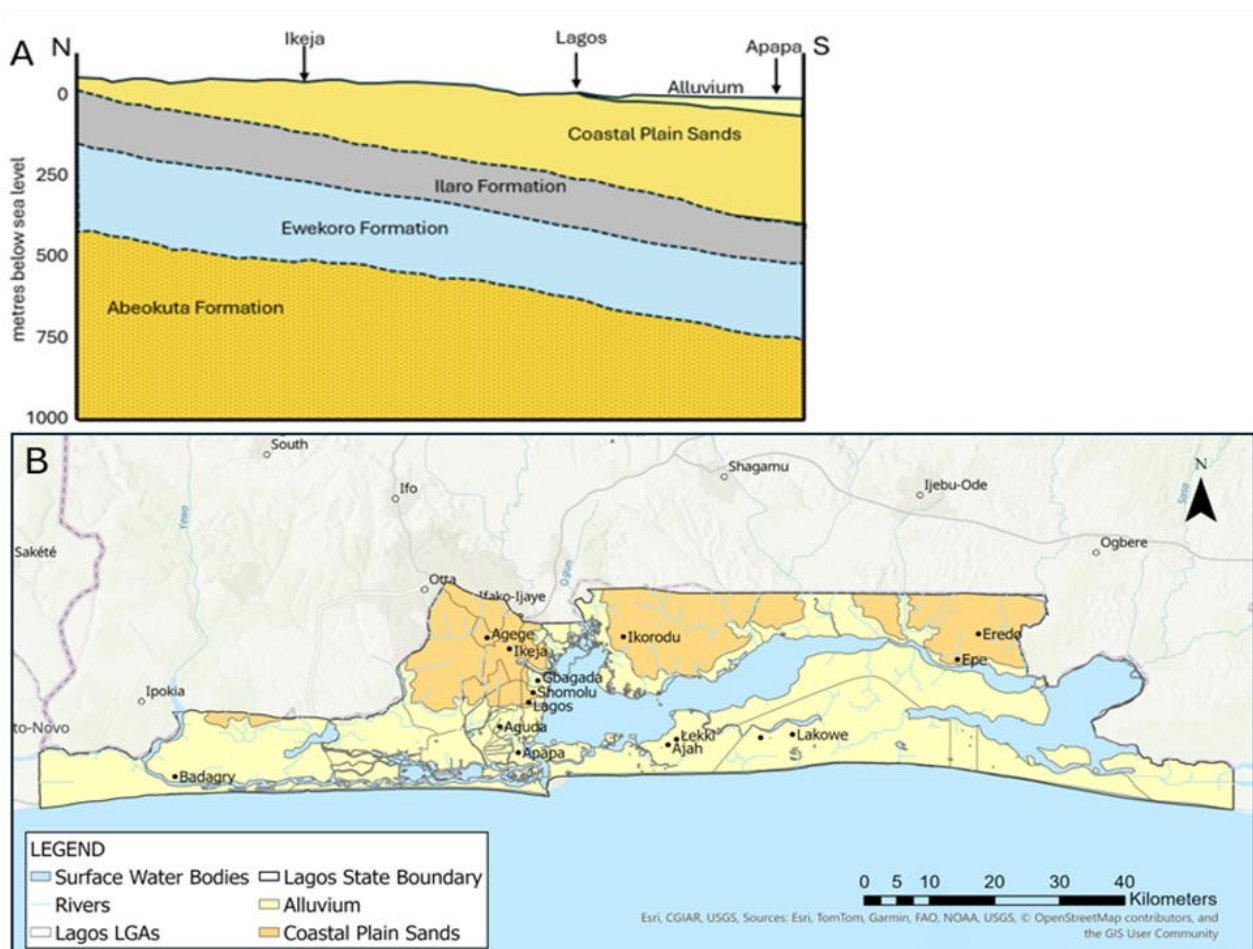 A N Ikeja Lagos Apapa S
Alluvium
0
Coastal Plain Sands
250
Ilaro Formation
Ewekoro Formation
500
Abeokuta Formation
750
1000
metres below sea level
B
South
Shagamu
N
Ifo
Ijebu-Ode
Yewa
Sasa
Sakété
Ogbere
Otta
Ogun
Ifako-Ijaye
Agege
Ikorodu
Eredo
Ikeja
Epe
Gbagada
Ipokia
Shomolu
Lagos
to-Novo
Aguda
Lekki
Lakowe
Apapa
Ajah
Badagry
LEGEND
Surface Water Bodies Lagos State Boundary
Rivers Alluvium
Lagos LGAs Coastal Plain Sands
0 5 10 20 30 40
Kilometers
Esri, CGIAR, USGS, Sources: Esri, TomTom, Garmin, FAO, NOAA, USGS, © OpenStreetMap contributors, and
the GIS User Community